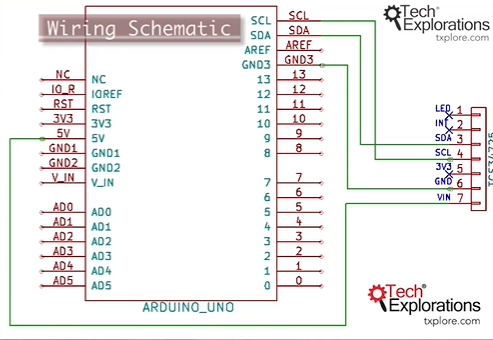 Wiring Schematic
Tech
Explorations
txplore.com
SCL SCL
SDA SDA
AREF AREF
GND3 GND3
NC NC 13 13
IO_R IOREF 12 12
RST RST 11 11
3V3 3V3 10 10
5V 5V 9 9
GND1 GND1 8 8
GND2 GND2
V_IN V_IN 7 7
6 6
AD0 AD0 5 5
AD1 AD1 4 4
AD2 AD2 3 3
AD3 AD3 2 2
AD4 AD4 1 1
AD5 AD5 0 0
ARDUINO_UNO
LED 1
INT 2
SDA 3
SCL 4
3V3 5
GND 6
VIN 7
TCS34725
Tech®
Explorations
txplore.com